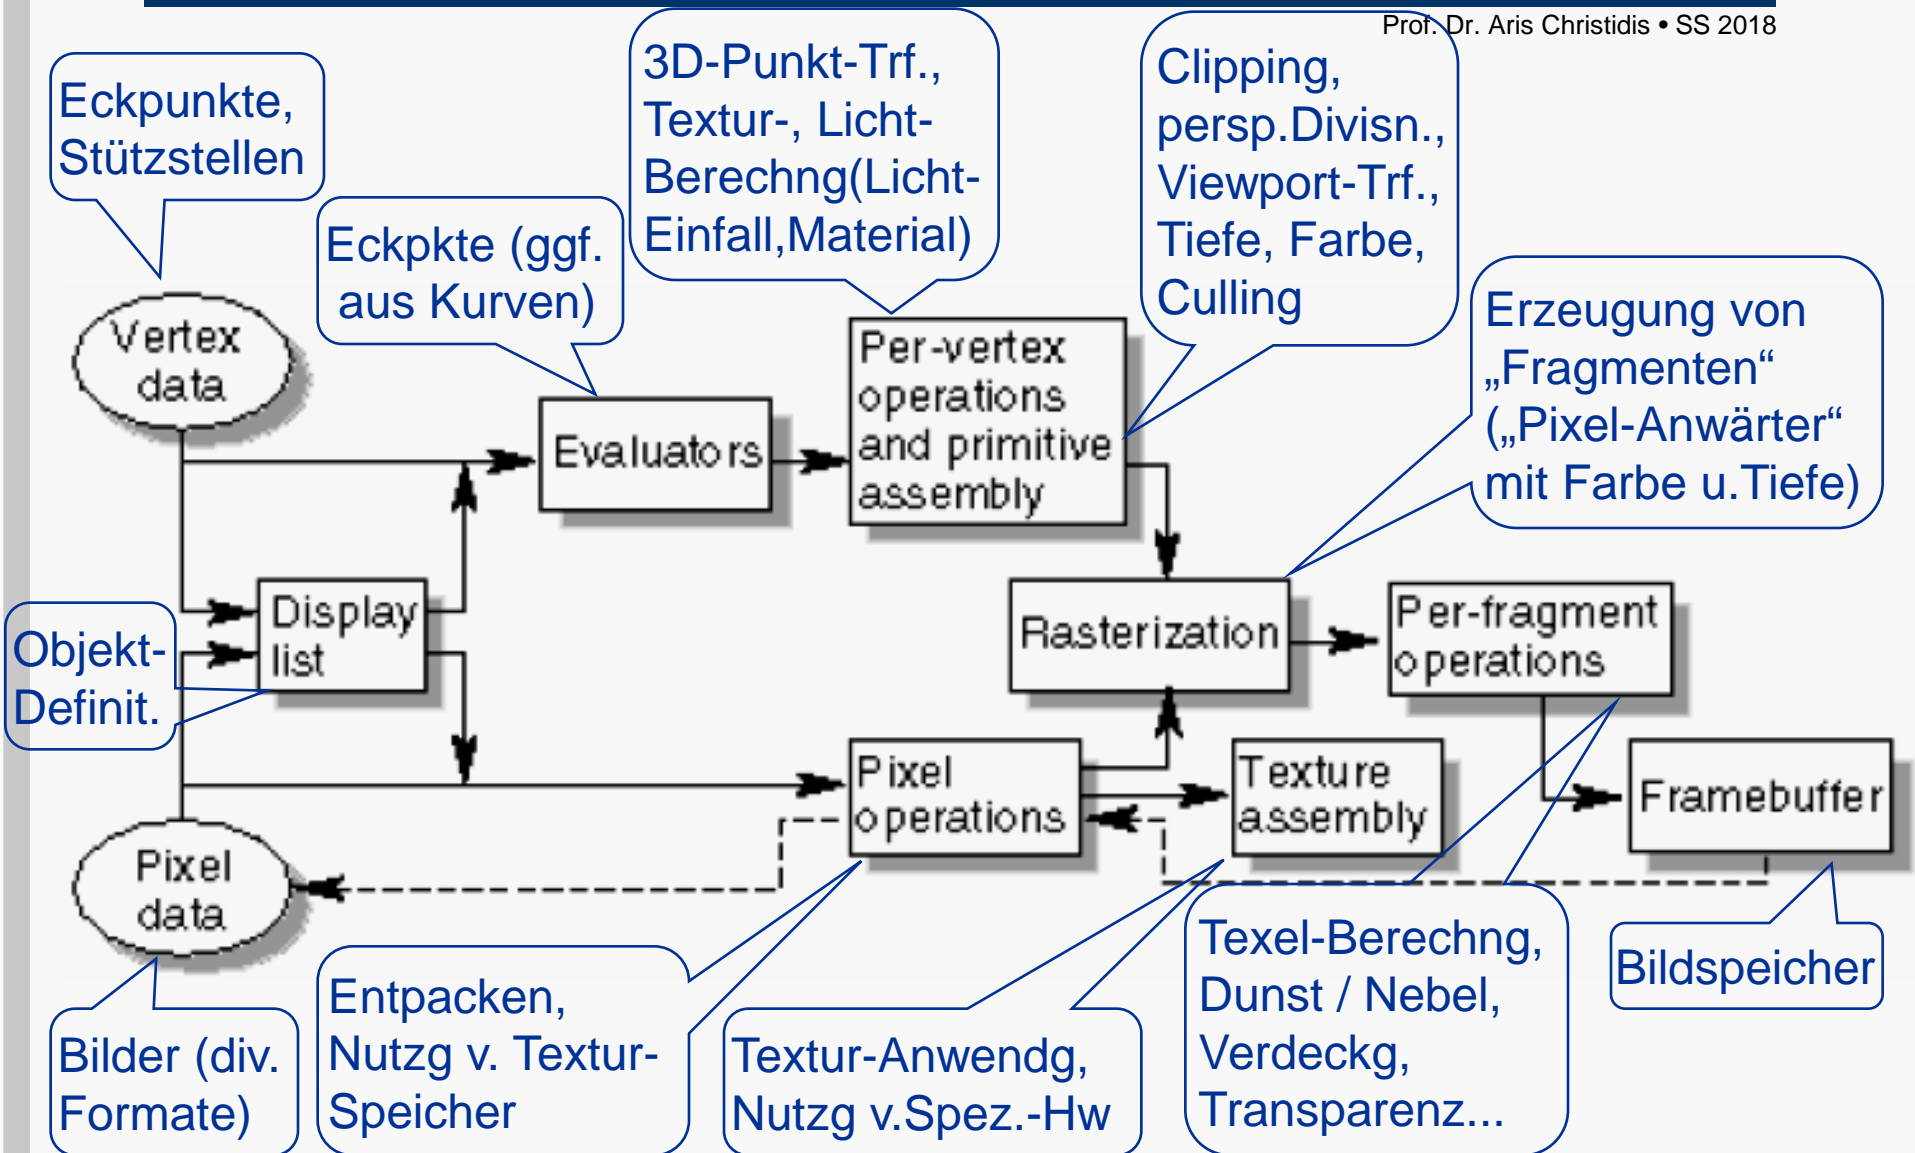 Prof. Dr. Aris Christidis • SS 2018
Eckpunkte,
Stützstellen
Eckpkte (ggf.
aus Kurven)
3D-Punkt-Trf.,
Textur-, Licht-
Berechng(Licht-
Einfall,Material)
Clipping,
persp.Divisn.,
Viewport-Trf.,
Tiefe, Farbe,
Culling
Erzeugung von
„Fragmenten“
(„Pixel-Anwärter“
mit Farbe u.Tiefe)
Vertex
data
Evaluators
Per-vertex
operations
and primitive
assembly
Objekt-
Definit.
Display
list
Rasterization
Per-fragment
operations
Pixel
operations
Texture
assembly
Framebuffer
Pixel
data
Bilder (div.
Formate)
Entpacken,
Nutzg v. Textur-
Speicher
Textur-Anwendg,
Nutzg v.Spez.-Hw
Texel-Berechng,
Dunst / Nebel,
Verdeckg,
Transparenz...
Bildspeicher